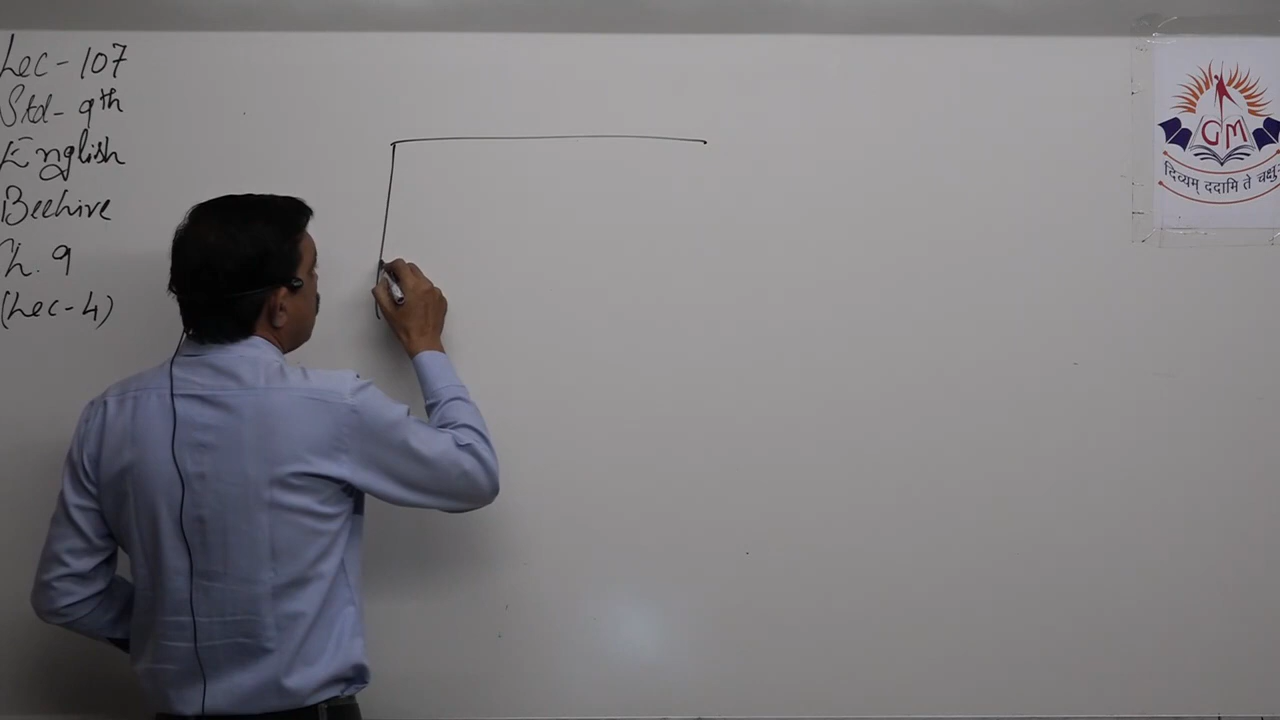 Lec - 107
Std - 9th
English
Beehive
Ch. 9
(Lec - 4)
GM
दिव्यम् ददामि ते चक्षुः